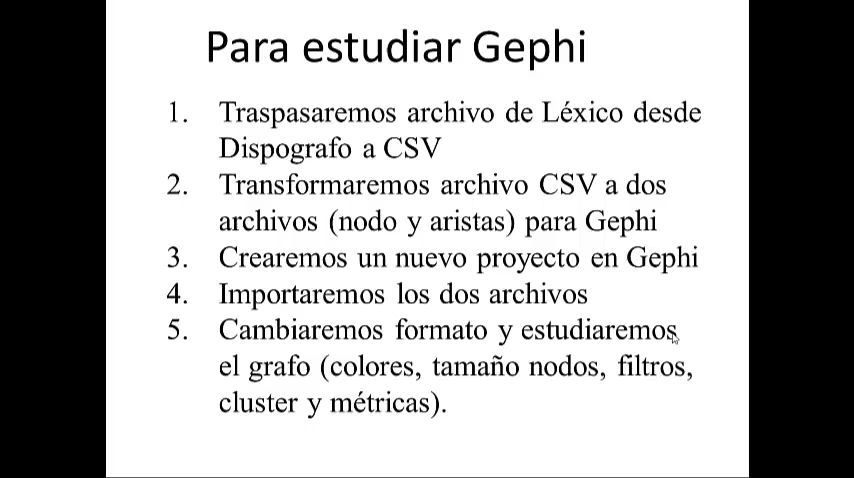 Para estudiar Gephi
1. Traspasaremos archivo de Léxico desde
Dispografo a CSV
2. Transformaremos archivo CSV a dos
archivos (nodo y aristas) para Gephi
3. Crearemos un nuevo proyecto en Gephi
4. Importaremos los dos archivos
5. Cambiaremos formato y estudiaremos
el grafo (colores, tamaño nodos, filtros,
cluster y métricas).